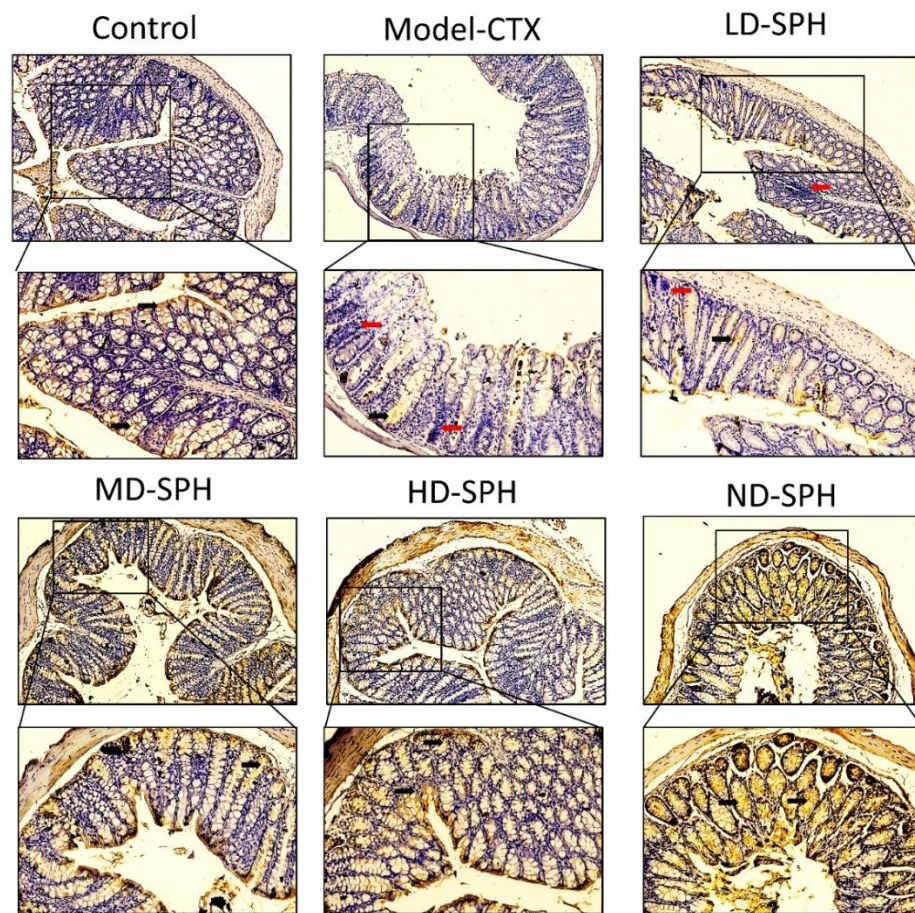 Control
Model-CTX
LD-SPH
MD-SPH
HD-SPH
ND-SPH